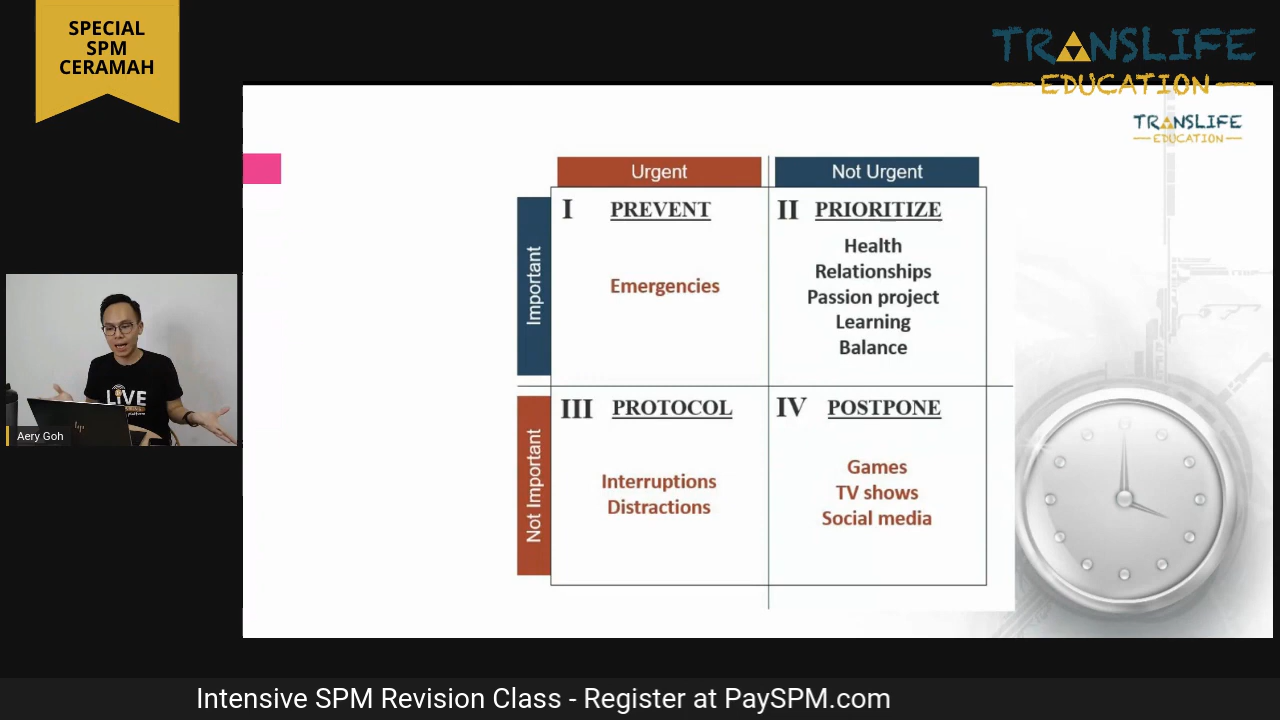 SPECIAL
SPM
CERAMAH
TRANSLIFE
EDUCATION
TRANSLIFE
EDUCATION
Urgent
Not Urgent
Important
I PREVENT
Emergencies
II PRIORITIZE
Health
Relationships
Passion project
Learning
Balance
Not Important
III PROTOCOL
Interruptions
Distractions
IV POSTPONE
Games
TV shows
Social media
LIVE
hp
Aery Goh
Intensive SPM Revision Class - Register at PaySPM.com